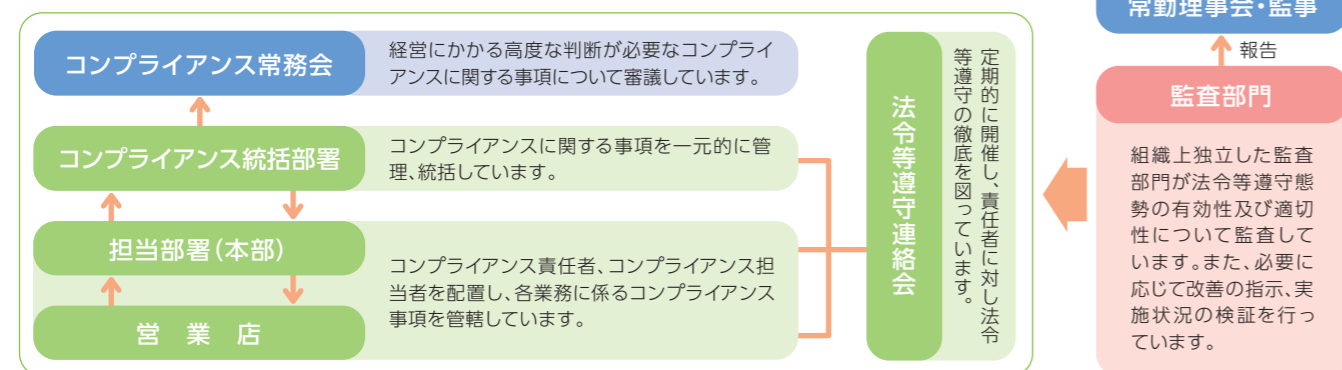 コンプライアンス常務会
経営にかかる高度な判断が必要なコンプライ
アンスに関する事項について審議しています。
コンプライアンス統括部署
コンプライアンスに関する事項を一元的に管
理、統括しています。
担当部署(本部)
営業店
コンプライアンス責任者、コンプライアンス担
当者を配置し、各業務に係るコンプライアンス
事項を管轄しています。
法令等遵守連絡会
定期的に開催し、責任者に対し法令
等遵守の徹底を図っています。
常勤理事会・監事
報告
監査部門
組織上独立した監査
部門が法令等遵守態
勢の有効性及び適切
性について監査して
います。また、必要に
応じて改善の指示、実
施状況の検証を行っ
ています。